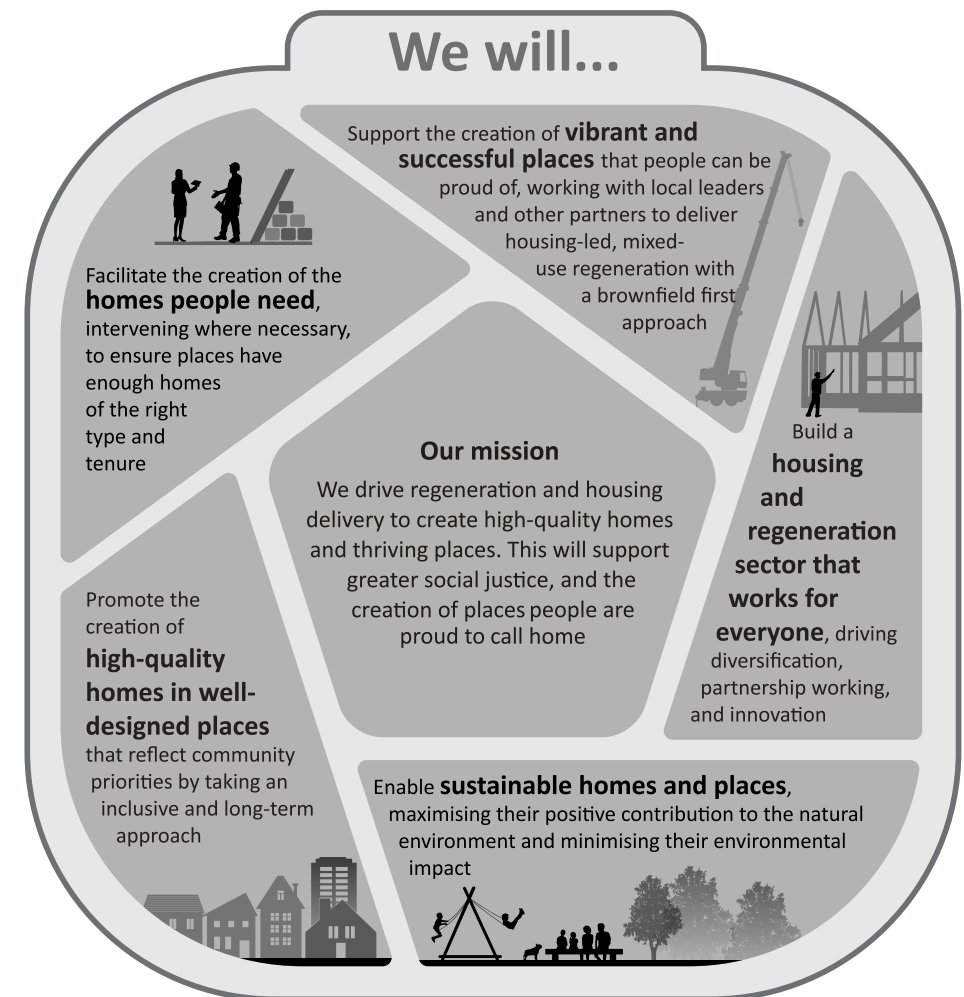 We will...
Support the creation of vibrant and
successful places that people can be
proud of, working with local leaders
and other partners to deliver
housing-led, mixed-
use regeneration with
a brownfield first
approach
Facilitate the creation of the
homes people need,
intervening where necessary,
to ensure places have
enough homes
of the right
type and
tenure
Build a
housing
and
regeneration
sector that
works for
everyone, driving
diversification,
partnership working,
and innovation
Our mission
We drive regeneration and housing
delivery to create high-quality homes
and thriving places. This will support
greater social justice, and the
creation of places people are
proud to call home
Promote the
creation of
high-quality
homes in well-
designed places
that reflect community
priorities by taking an
inclusive and long-term
approach
Enable sustainable homes and places,
maximising their positive contribution to the natural
environment and minimising their environmental
impact